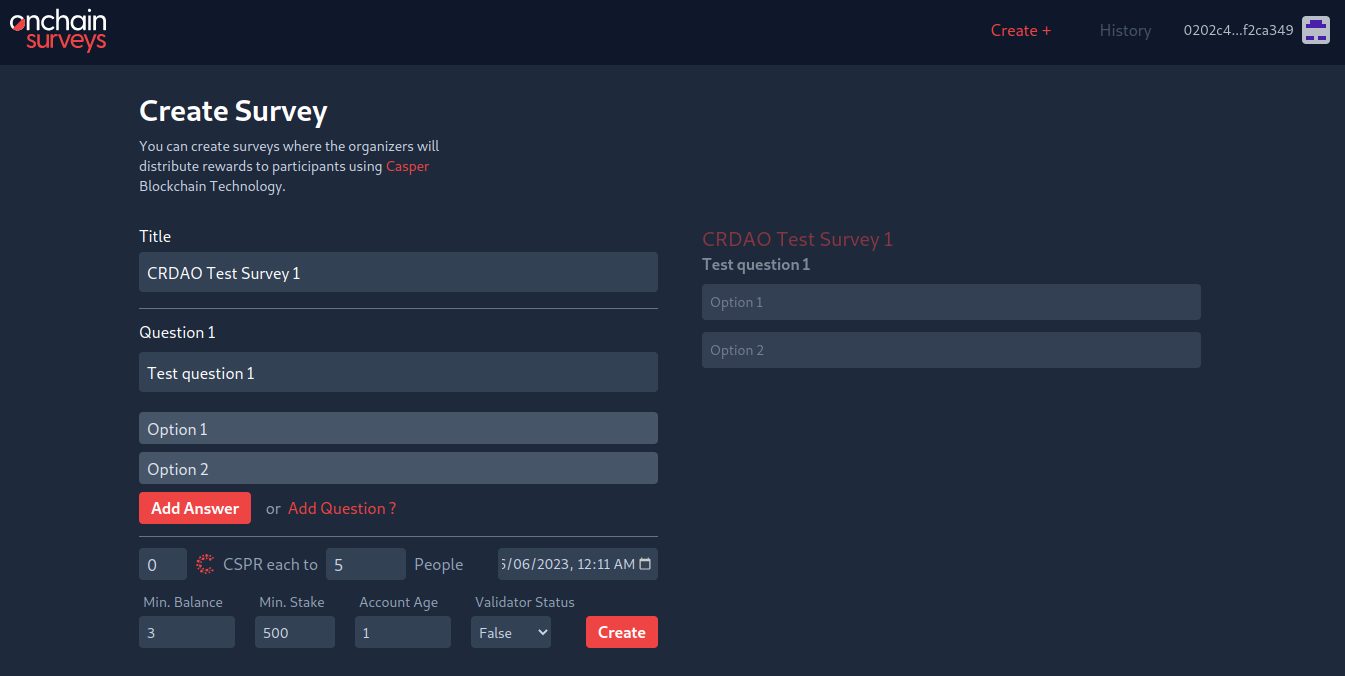 onchain
surveys
Create +
History
0202c4...f2ca349
Create Survey
You can create surveys where the organizers will
distribute rewards to participants using Casper
Blockchain Technology.
Title
CRDAO Test Survey 1
Question 1
Test question 1
Option 1
Option 2
Add Answer or Add Question ?
0 CSPR each to 5 People /06/2023, 12:11 AM
Min. Balance Min. Stake Account Age Validator Status
3 500 1 False Create
CRDAO Test Survey 1
Test question 1
Option 1
Option 2